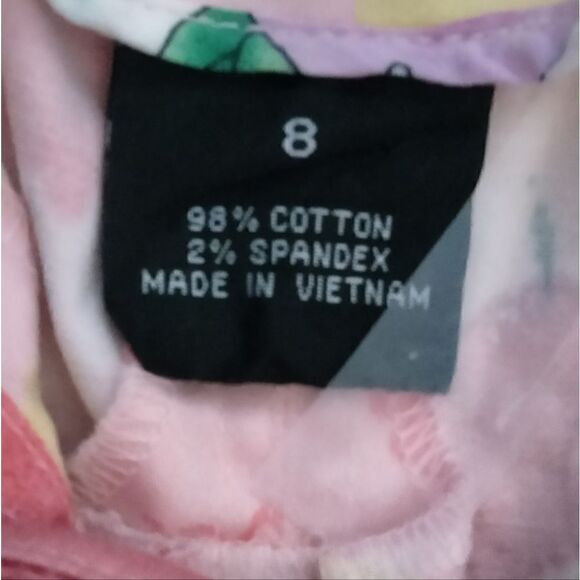 8
98% COTTON
2% SPANDEX
MADE IN VIETNAM